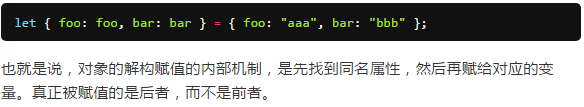 let { foo: foo, bar: bar } = { foo: "aaa", bar: "bbb" };
也就是说，对象的解构赋值的内部机制，是先找到同名属性，然后再赋给对应的变
量。真正被赋值的是后者，而不是前者。